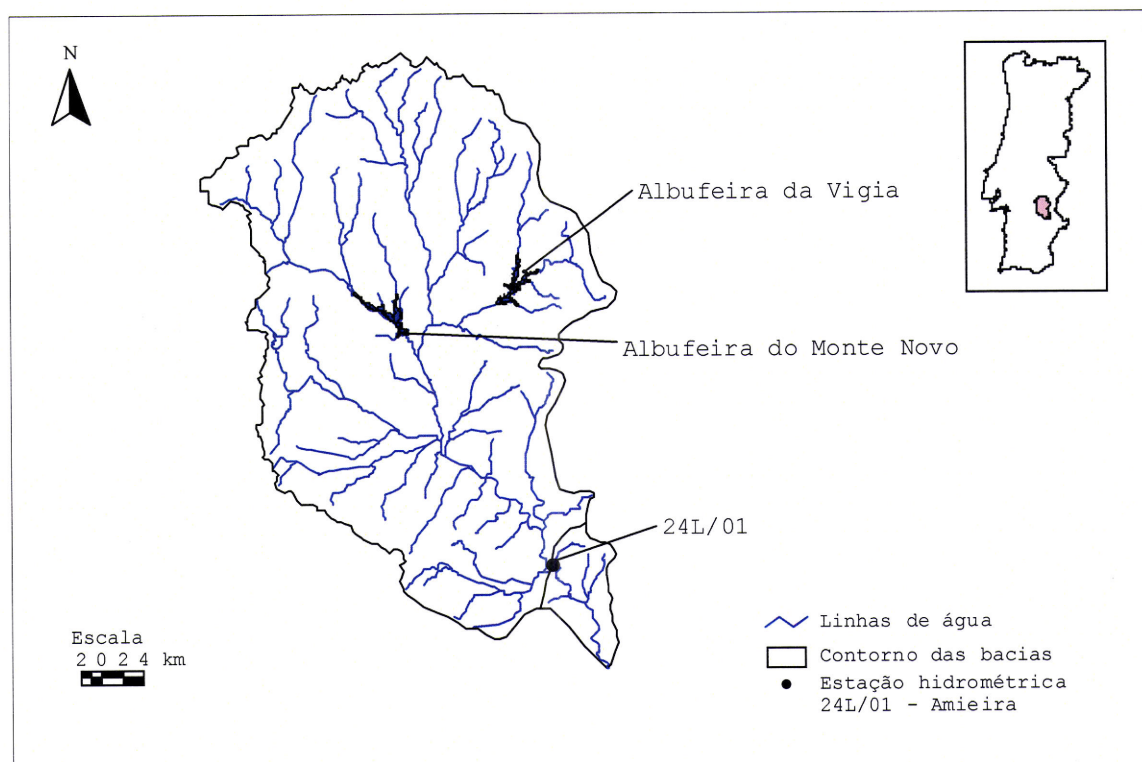 N
Albufeira da Vigia
Albufeira do Monte Novo
24L/01
Escala
2 0 2 4 km
Linhas de água
Contorno das bacias
Estação hidrométrica
24L/01 - Amieira